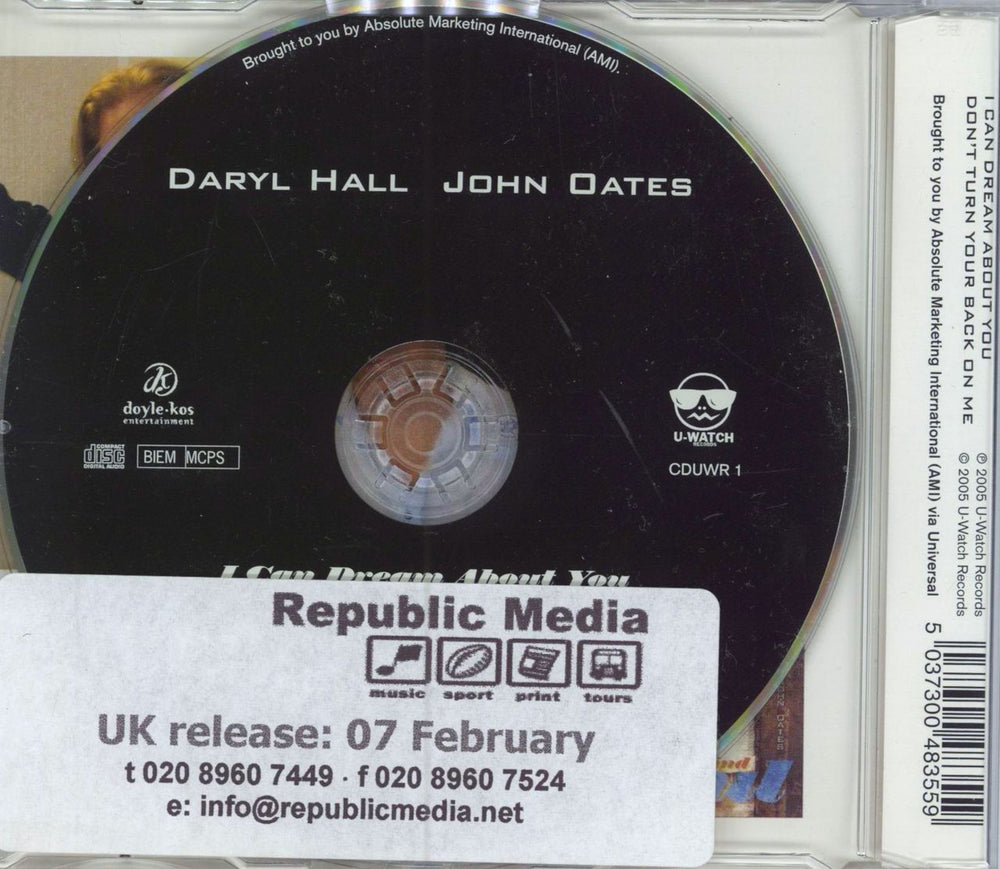 Brought to you by Absolute Marketing International (AMI).
DARYL HALL JOHN OATES
doyle·kos
entertainment
COMPACT
disc
DIGITAL AUDIO
BIEM MCPS
U-WATCH
RECORDS
CDUWR 1
I Can Dream About You
Republic Media
music sport print tours
UK release: 07 February
t 020 8960 7449 · f 020 8960 7524
e: info@republicmedia.net
I CAN DREAM ABOUT YOU
DON'T TURN YOUR BACK ON ME
Brought to you by Absolute Marketing International (AMI) via Universal
℗ 2005 U-Watch Records
© 2005 U-Watch Records
5 037300 483559